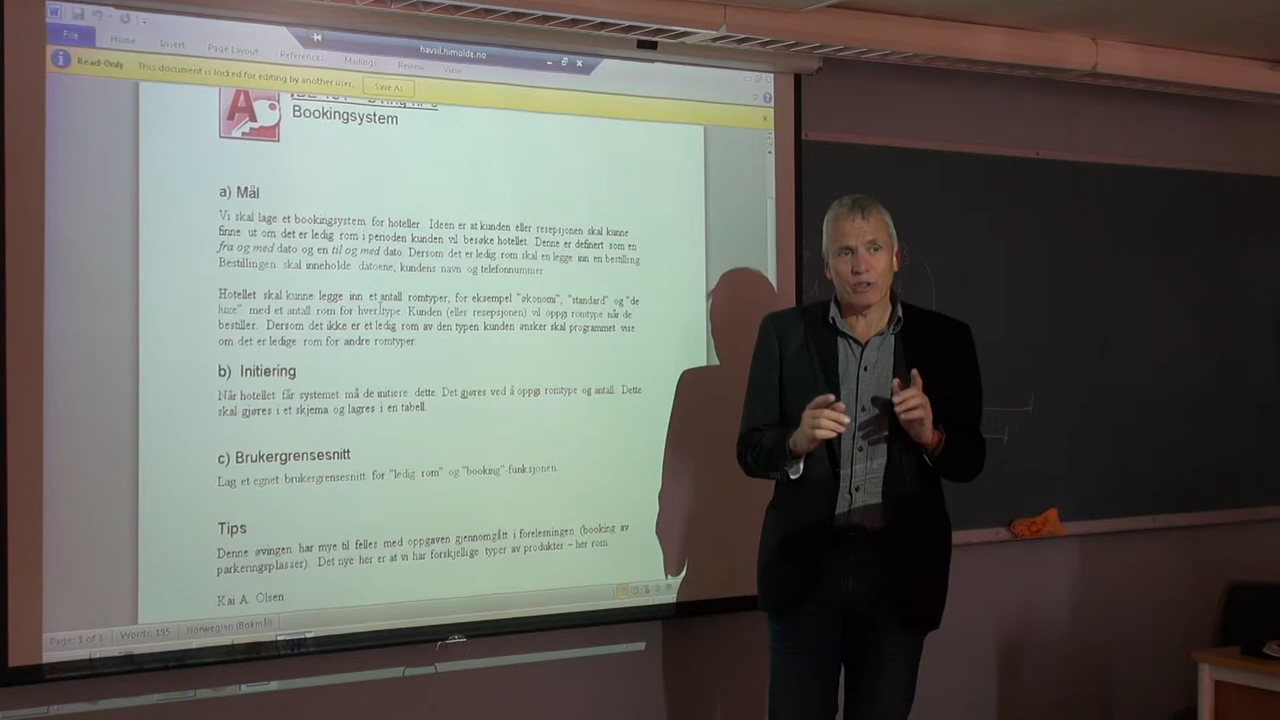 File Home Insert Page Layout References Mailings Review View
havsil.himolde.no
Read-Only This document is locked for editing by another user. Save As
Bookingsystem
a) Mål
Vi skal lage et bookingsystem for hoteller. Ideen er at kunden eller resepsjonen skal kunne
finne ut om det er ledig rom i perioden kunden vil besøke hotellet. Denne er definert som en
fra og med dato og en til og med dato. Dersom det er ledig rom skal en legge inn en bestilling
Bestillingen skal inneholde datoene, kundens navn og telefonnummer
Hotellet skal kunne legge inn et antall romtyper, for eksempel "økonomi", "standard" og "de
luxe" med et antall rom for hver type. Kunden (eller resepsjonen) vil oppgi romtype når de
bestiller. Dersom det ikke er et ledig rom av den typen kunden ønsker skal programmet vise
om det er ledige rom for andre romtyper.
b) Initiering
Når hotellet får systemet må de initiere dette. Det gjøres ved å oppgi romtype og antall. Dette
skal gjøres i et skjema og lagres i en tabell.
c) Brukergrensesnitt
Lag et egnet brukergrensesnitt for "ledig rom" og "booking"-funksjonen.
Tips
Denne øvingen har mye til felles med oppgaven gjennomgått i forelesningen (booking av
parkeringsplasser). Det nye her er at vi har forskjellige typer av produkter – her rom
Kai A. Olsen
Page: 1 of 1 Words: 195 Norwegian (Bokmål)